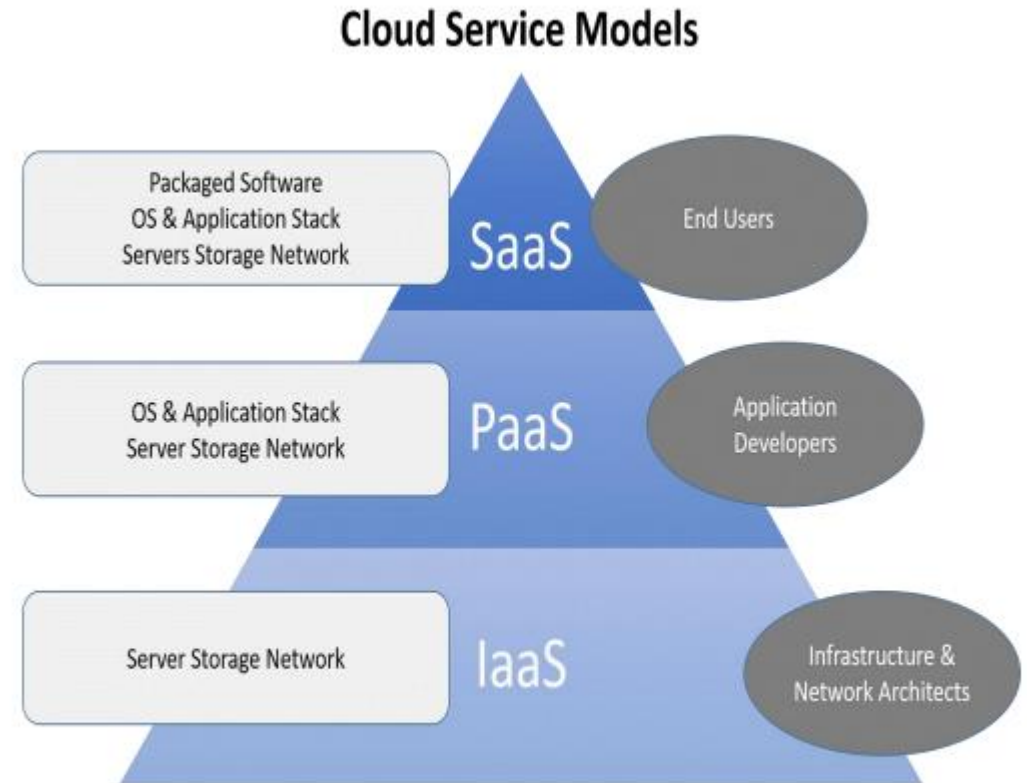 Cloud Service Models
Packaged Software
OS & Application Stack
Servers Storage Network
SaaS
End Users
OS & Application Stack
Server Storage Network
PaaS
Application
Developers
Server Storage Network
IaaS
Infrastructure &
Network Architects